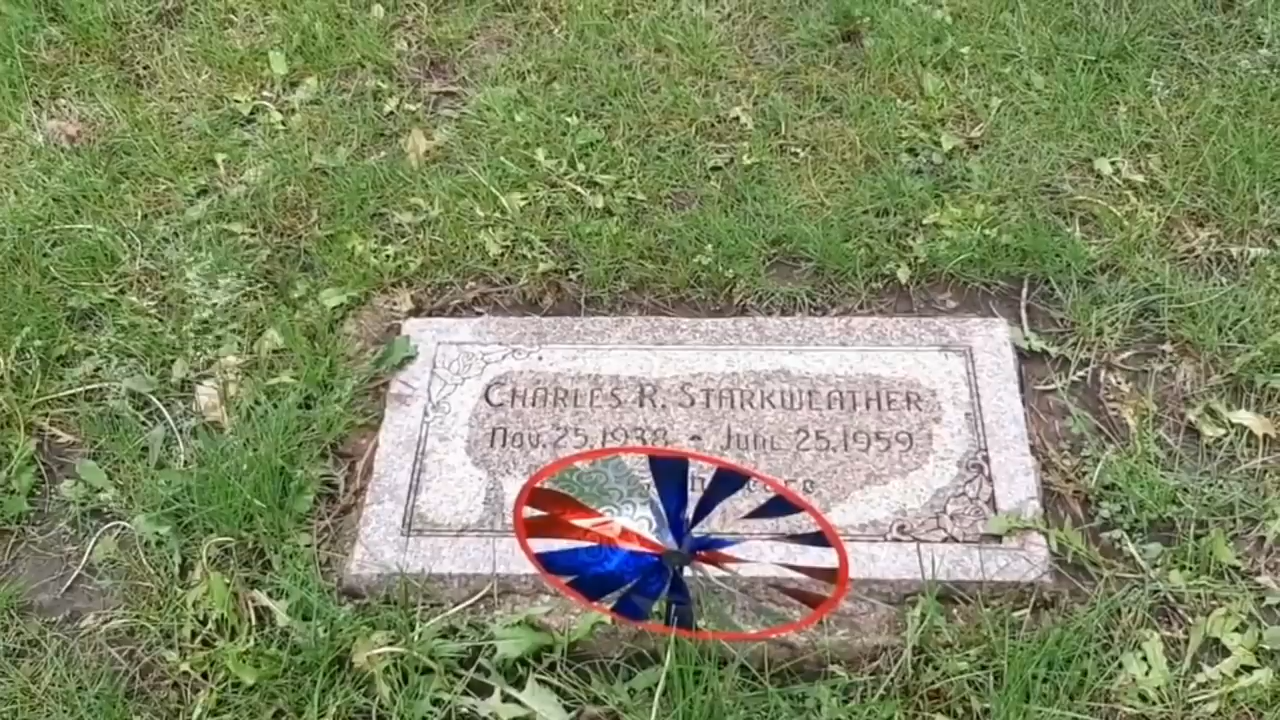 CHARLES R. STARKWEATHER
Nov. 25, 1938 - June 25, 1959